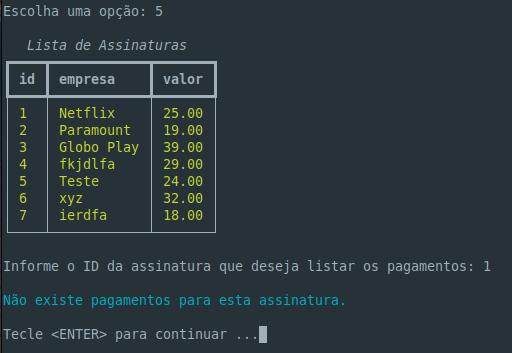 Escolha uma opção: 5
Lista de Assinaturas
id empresa valor
1 Netflix 25.00
2 Paramount 19.00
3 Globo Play 39.00
4 fkjdlfa 29.00
5 Teste 24.00
6 xyz 32.00
7 ierdfa 18.00
Informe o ID da assinatura que deseja listar os pagamentos: 1
Não existe pagamentos para esta assinatura.
Tecle <ENTER> para continuar ...